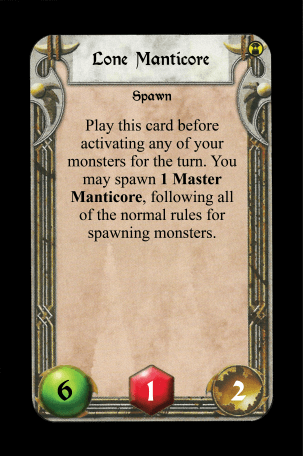 Lone Manticore
Spawn
Play this card before
activating any of your
monsters for the turn. You
may spawn 1 Master
Manticore, following all
of the normal rules for
spawning monsters.
6
1
2